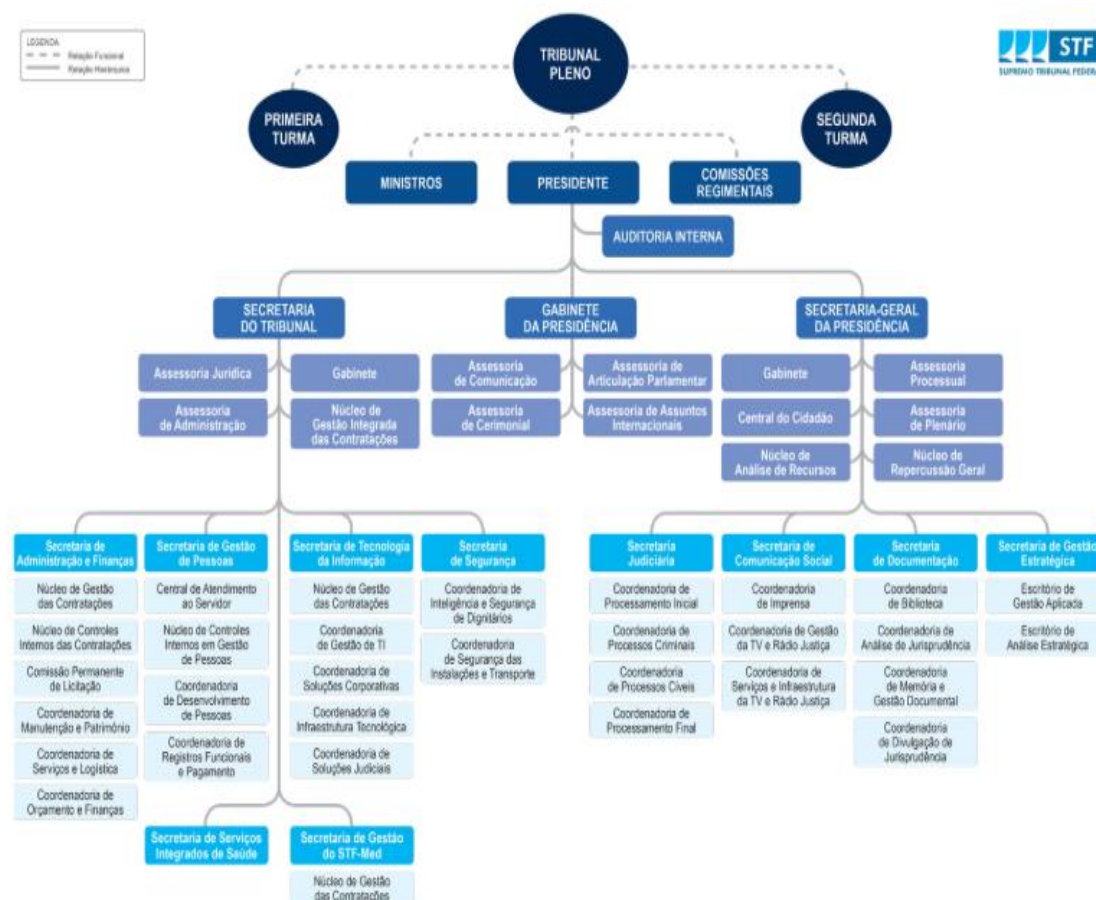 LEGENDA
Relação Funcional
Relação Hierárquica
STF
SUPREMO TRIBUNAL FEDERAL
TRIBUNAL
PLENO
PRIMEIRA
TURMA
SEGUNDA
TURMA
MINISTROS
PRESIDENTE
COMISSÕES
REGIMENTAIS
AUDITORIA INTERNA
SECRETARIA
DO TRIBUNAL
GABINETE
DA PRESIDÊNCIA
SECRETARIA-GERAL
DA PRESIDÊNCIA
Assessoria Jurídica
Gabinete
Assessoria
de Administração
Núcleo de
Gestão Integrada
das Contratações
Assessoria
de Comunicação
Assessoria de
Articulação Parlamentar
Assessoria
de Cerimonial
Assessoria de Assuntos
Internacionais
Gabinete
Assessoria
Processual
Central do Cidadão
Assessoria
de Plenário
Núcleo de
Análise de Recursos
Núcleo de
Repercussão Geral
Secretaria de
Administração e Finanças
Núcleo de Gestão
das Contratações
Núcleo de Controles
Internos das Contratações
Comissão Permanente
de Licitação
Coordenadoria de
Manutenção e Patrimônio
Coordenadoria de
Serviços e Logística
Coordenadoria de
Orçamento e Finanças
Secretaria de Gestão
de Pessoas
Central de Atendimento
ao Servidor
Núcleo de Controles
Internos em Gestão
de Pessoas
Coordenadoria
de Desenvolvimento
de Pessoas
Coordenadoria de
Registros Funcionais
e Pagamento
Secretaria de Tecnologia
da Informação
Núcleo de Gestão
das Contratações
Coordenadoria
de Gestão de TI
Coordenadoria de
Soluções Corporativas
Coordenadoria de
Infraestrutura Tecnológica
Coordenadoria de
Soluções Judiciais
Secretaria
de Segurança
Coordenadoria de
Inteligência e Segurança
de Dignitários
Coordenadoria
de Segurança das
Instalações e Transporte
Secretaria
Judiciária
Coordenadoria de
Processamento Inicial
Coordenadoria de
Processos Criminais
Coordenadoria
de Processos Cíveis
Coordenadoria de
Processamento Final
Secretaria de
Comunicação Social
Coordenadoria
de Imprensa
Coordenadoria de Gestão
da TV e Rádio Justiça
Coordenadoria de
Serviços e Infraestrutura
da TV e Rádio Justiça
Secretaria
de Documentação
Coordenadoria
de Biblioteca
Coordenadoria de
Análise de Jurisprudência
Coordenadoria de
Memória e
Gestão Documental
Coordenadoria
de Divulgação de
Jurisprudência
Secretaria de Gestão
Estratégica
Escritório de
Gestão Aplicada
Escritório de
Análise Estratégica
Secretaria de Serviços
Integrados de Saúde
Secretaria de Gestão
do STF-Med
Núcleo de Gestão
das Contratações